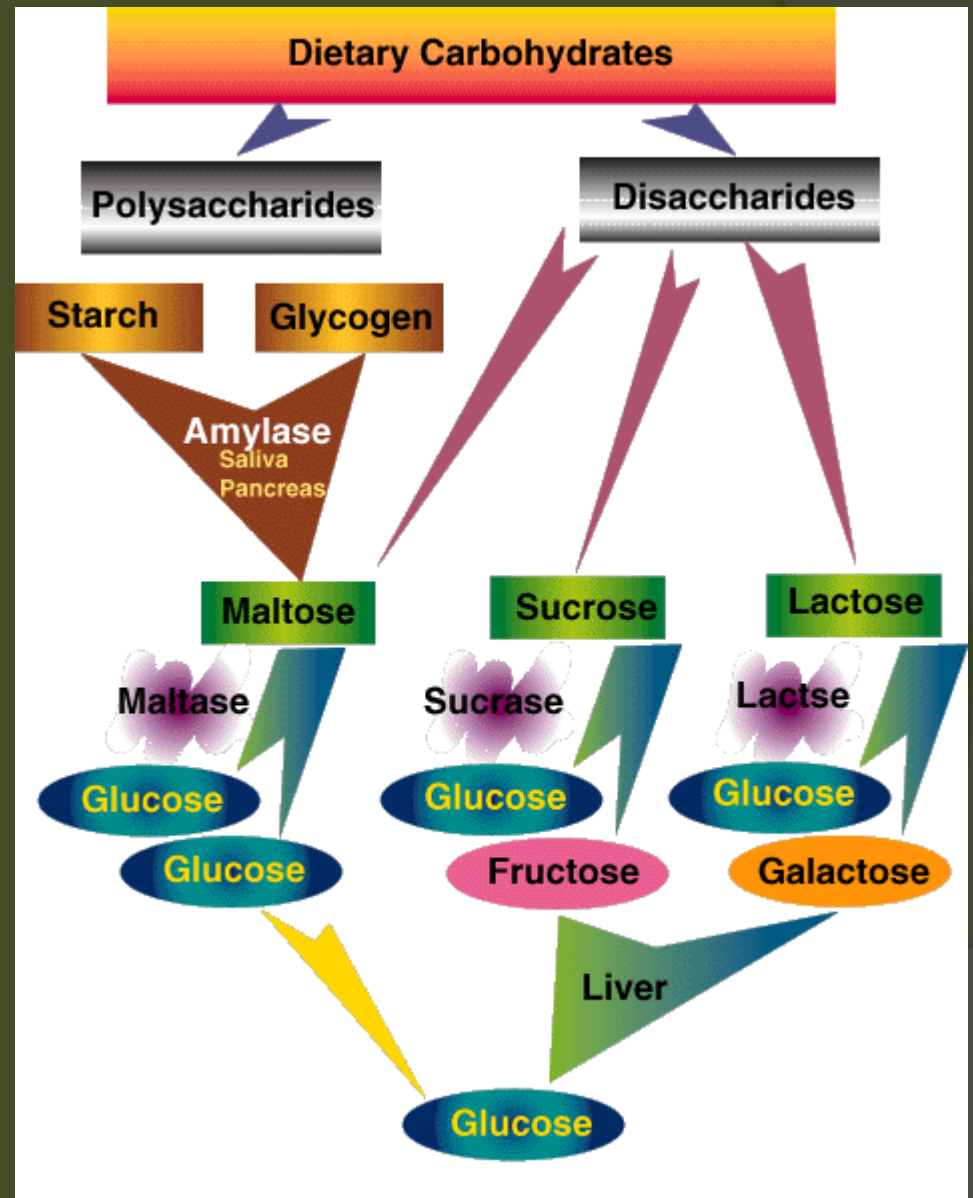 Dietary Carbohydrates
Polysaccharides
Disaccharides
Starch
Glycogen
Amylase
Saliva
Pancreas
Maltose
Sucrose
Lactose
Maltase
Sucrase
Lactse
Glucose
Glucose
Glucose
Glucose
Fructose
Galactose
Liver
Glucose